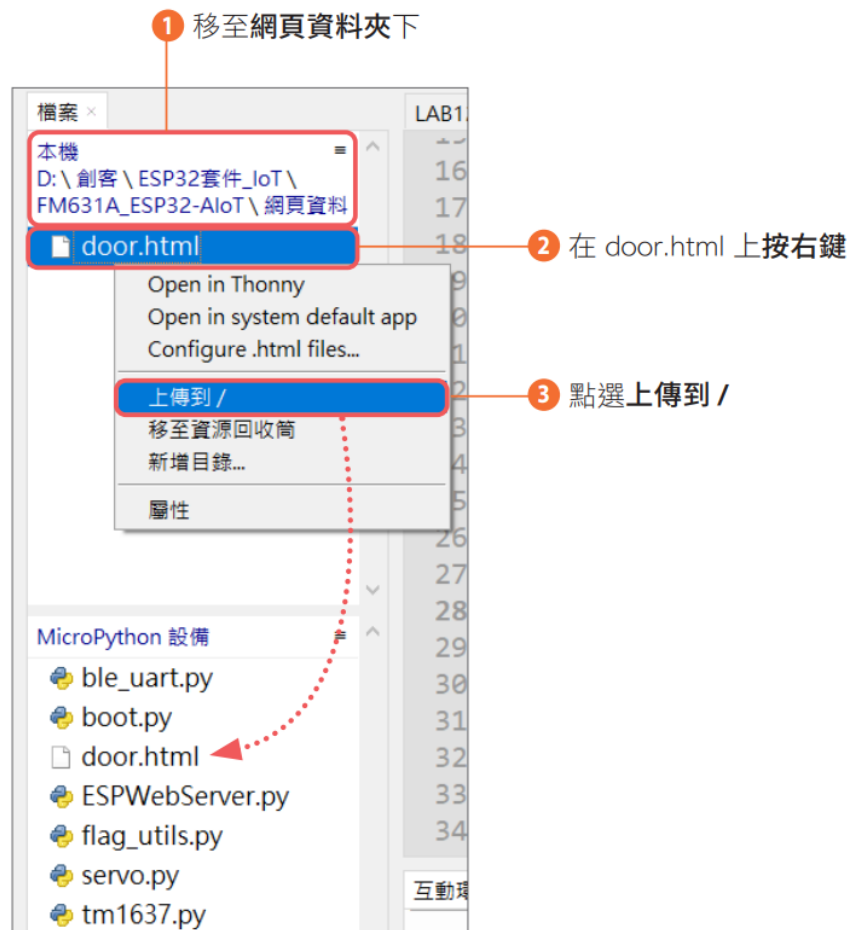 1 移至網頁資料夾下
檔案 ×
本機
D: \ 創客 \ ESP32套件_IoT \
FM631A_ESP32-AIoT \ 網頁資料
door.html
2 在 door.html 上按右鍵
Open in Thonny
Open in system default app
Configure .html files...
上傳到 /
3 點選上傳到 /
移至資源回收筒
新增目錄...
屬性
MicroPython 設備
ble_uart.py
boot.py
door.html
ESPWebServer.py
flag_utils.py
servo.py
tm1637.py
LAB1
16
17
18
26
27
28
29
30
31
32
33
34
互動